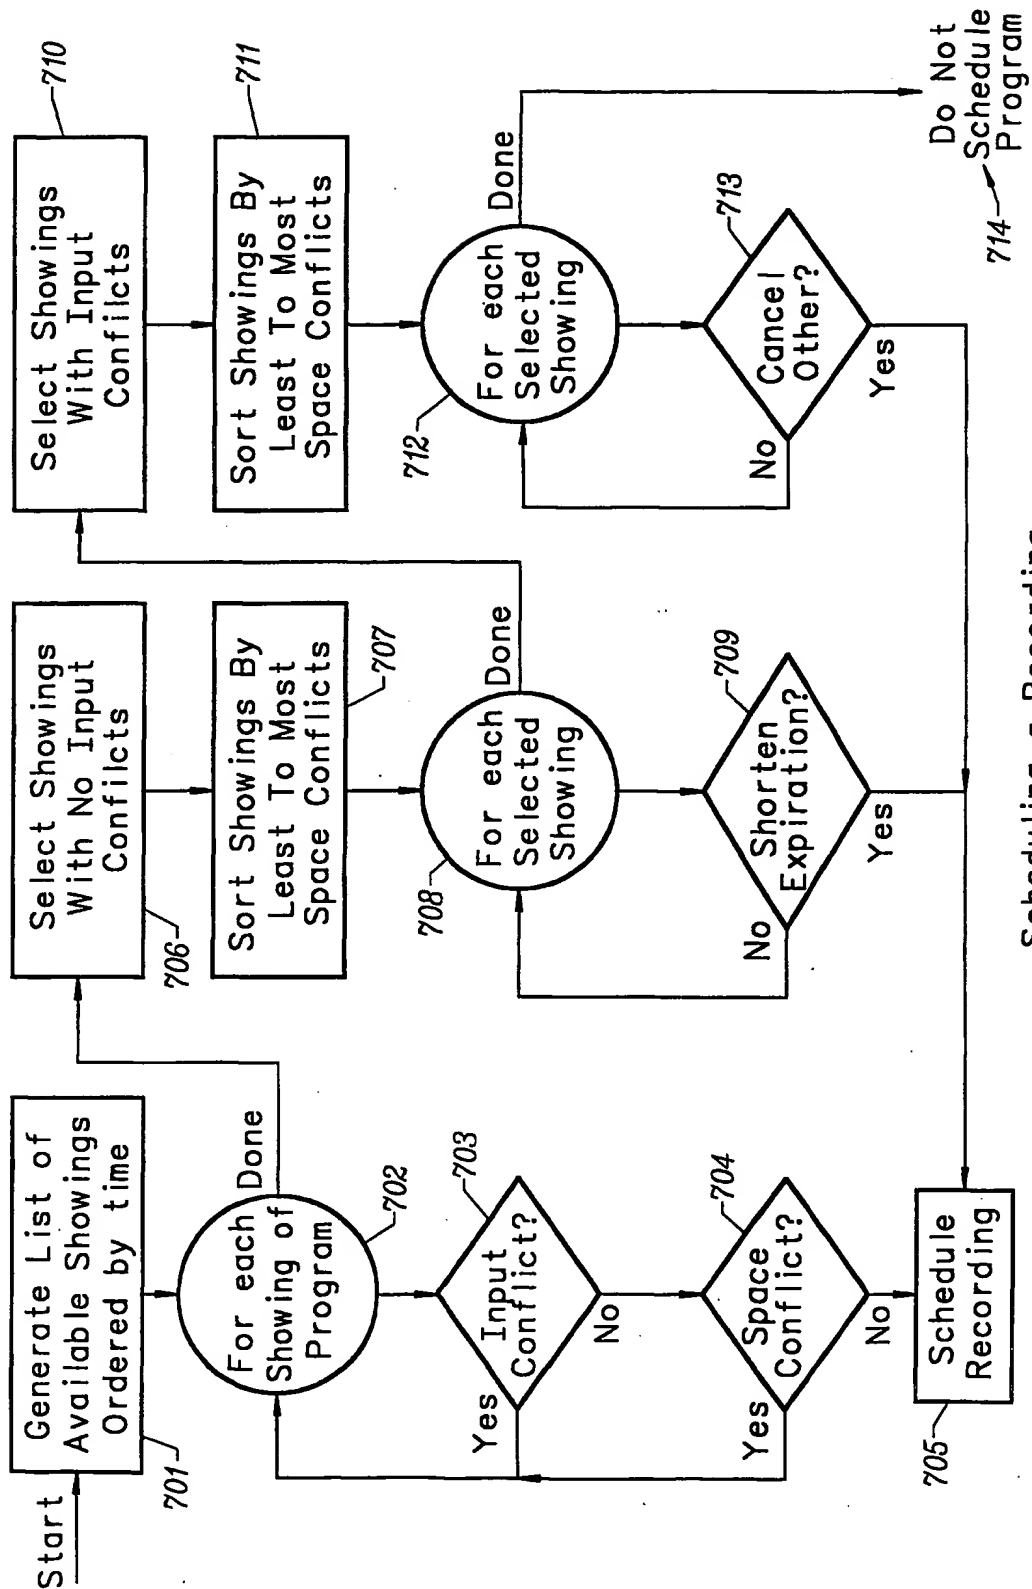 Start
Generate List of
Available Showings
Ordered by time
701
For each
Showing of
Program
Done
702
Input
Conflict?
703
Yes
No
Space
Conflict?
704
Yes
No
Schedule
Recording
705
Select Showings
With No Input
Confilcts
706
Sort Showings By
Least To Most
Space Conflicts
707
For each
Selected
Showing
Done
708
Shorten
Expiration?
709
No
Yes
Select Showings
With Input
Confilcts
710
Sort Showings By
Least To Most
Space Conflicts
711
For each
Selected
Showing
Done
712
Cancel
Other?
713
No
Yes
Do Not
Schedule
Program
714
Scheduling a Recording